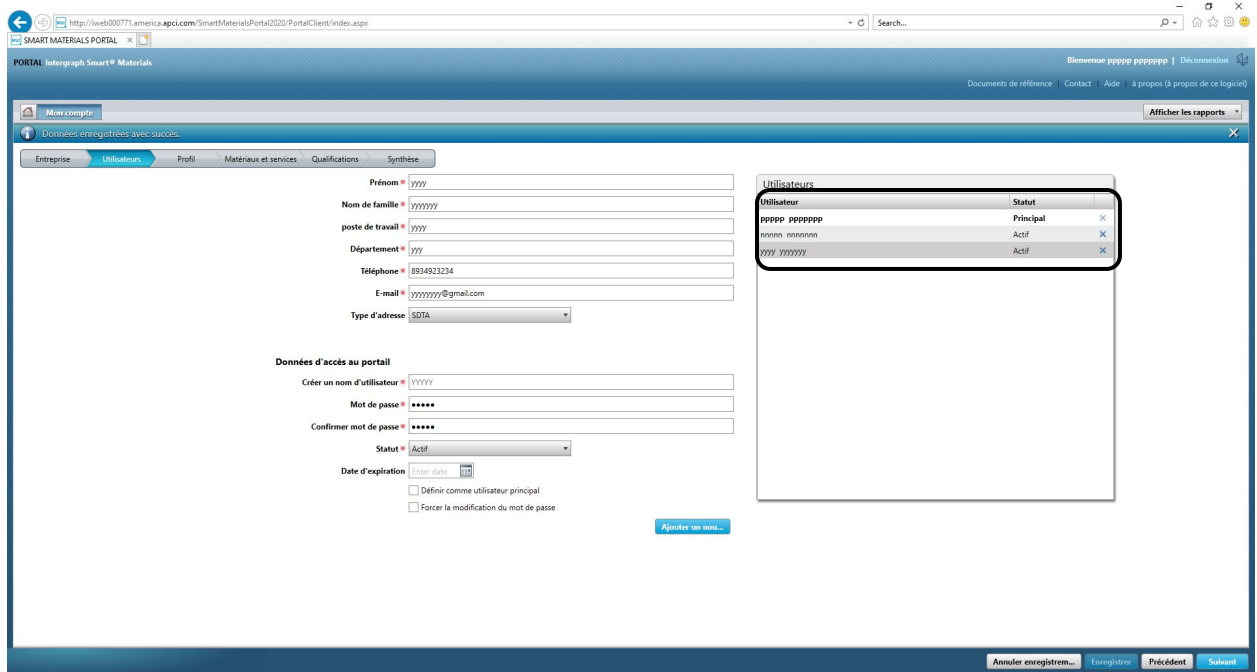 http://iweb000771.america.apci.com/SmartMaterialsPortal2020/PortalClient/index.aspx
Search...
SMART MATERIALS PORTAL
PORTAL Intergraph Smart® Materials
Bienvenue ppppp ppppppp | Déconnexion
Documents de référence | Contact | Aide | à propos (à propos de ce logiciel)
Mon compte
Afficher les rapports
Données enregistrées avec succès.
Entreprise
Utilisateurs
Profil
Matériaux et services
Qualifications
Synthèse
Prénom * yyyy
Nom de famille * yyyyyyy
poste de travail * yyyy
Département * yyy
Téléphone * 8934923234
E-mail * yyyyyyyy@gmail.com
Type d'adresse SDTA
Données d'accès au portail
Créer un nom d'utilisateur * YYYYY
Mot de passe * •••••
Confirmer mot de passe * •••••
Statut * Actif
Date d'expiration Enter date
Définir comme utilisateur principal
Forcer la modification du mot de passe
Ajouter un nou...
Utilisateurs
Utilisateur Statut
ppppp ppppppp Principal
nnnnn nnnnnnn Actif
yyyy yyyyyyy Actif
Annuler enregistrem...
Enregistrer
Précédent
Suivant